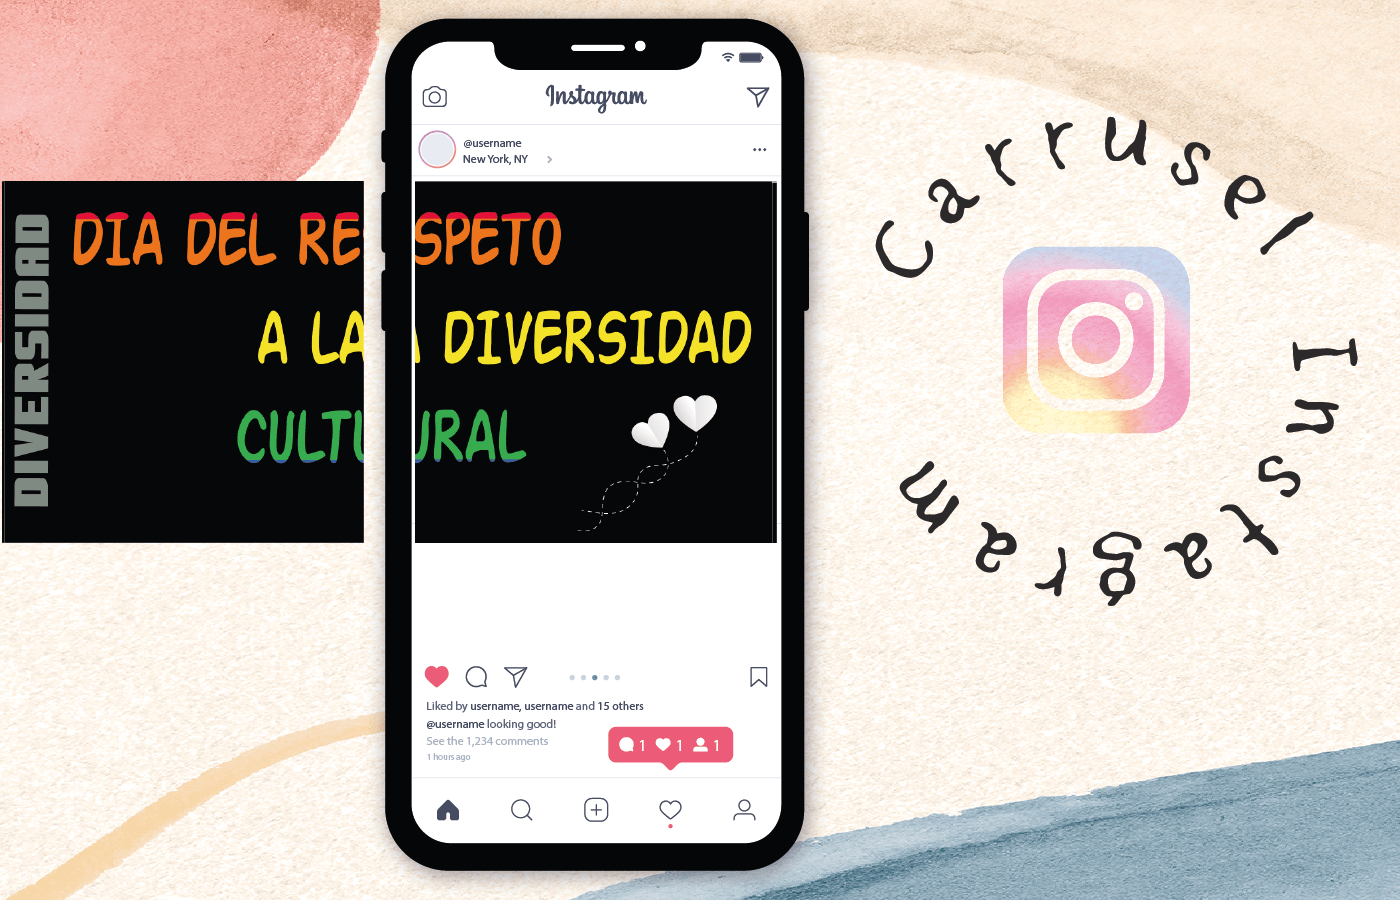 Instagram
@username
New York, NY
DIVERSIDAD
DIA DEL RESPETO
A LA DIVERSIDAD
CULTURAL
Liked by username, username and 15 others
@username looking good!
See the 1,234 comments
1 hours ago
1 1 1
Carrusel
Instagram